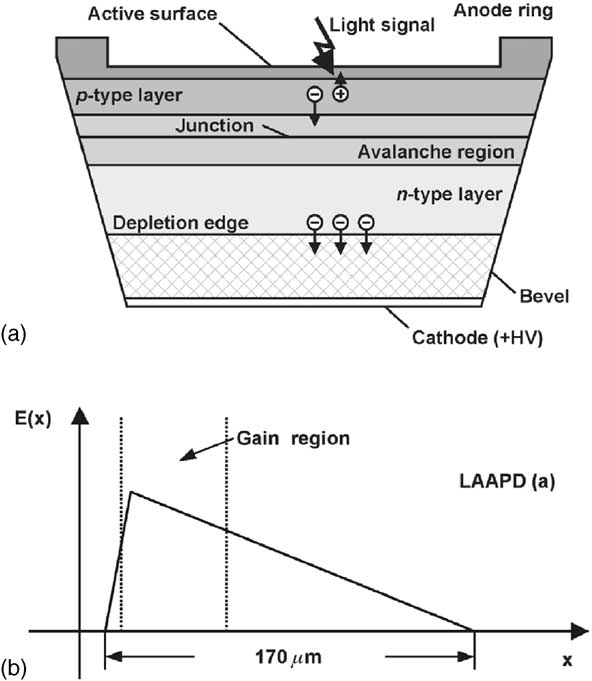 Active surface
Light signal
Anode ring
p-type layer
Junction
Avalanche region
n-type layer
Depletion edge
Bevel
Cathode (+HV)
(a)
E(x)
Gain region
LAAPD (a)
170 μm
x
(b)